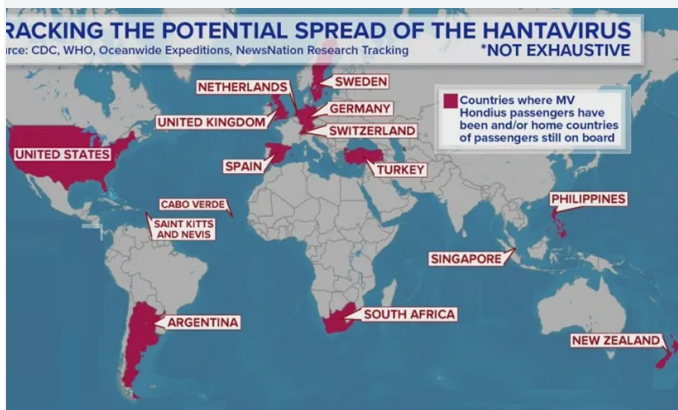 RACKING THE POTENTIAL SPREAD OF THE HANTAVIRUS
urce: CDC, WHO, Oceanwide Expeditions, NewsNation Research Tracking
*NOT EXHAUSTIVE
SWEDEN
NETHERLANDS
GERMANY
UNITED KINGDOM
SWITZERLAND
Countries where MV
Hondius passengers have
been and/or home countries
of passengers still on board
UNITED STATES
SPAIN
TURKEY
CABO VERDE
PHILIPPINES
SAINT KITTS
AND NEVIS
SINGAPORE
ARGENTINA
SOUTH AFRICA
NEW ZEALAND